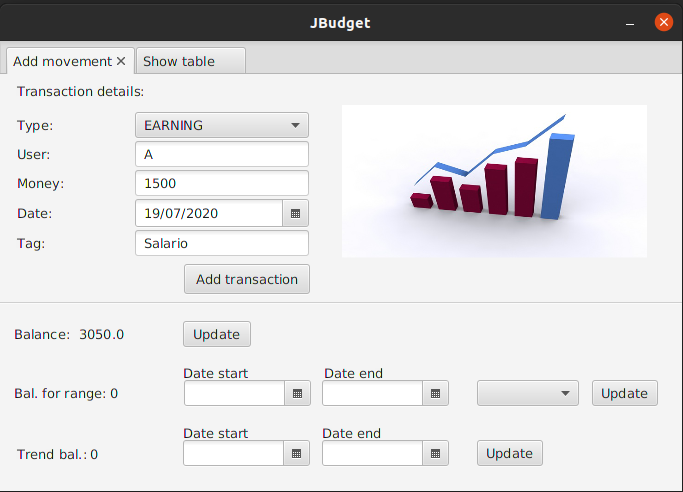 JBudget
Add movement Show table
Transaction details:
Type: EARNING
User: A
Money: 1500
Date: 19/07/2020
Tag: Salario
Add transaction
Balance: 3050.0 Update
Date start Date end
Bal. for range: 0 Update
Date start Date end
Trend bal.: 0 Update